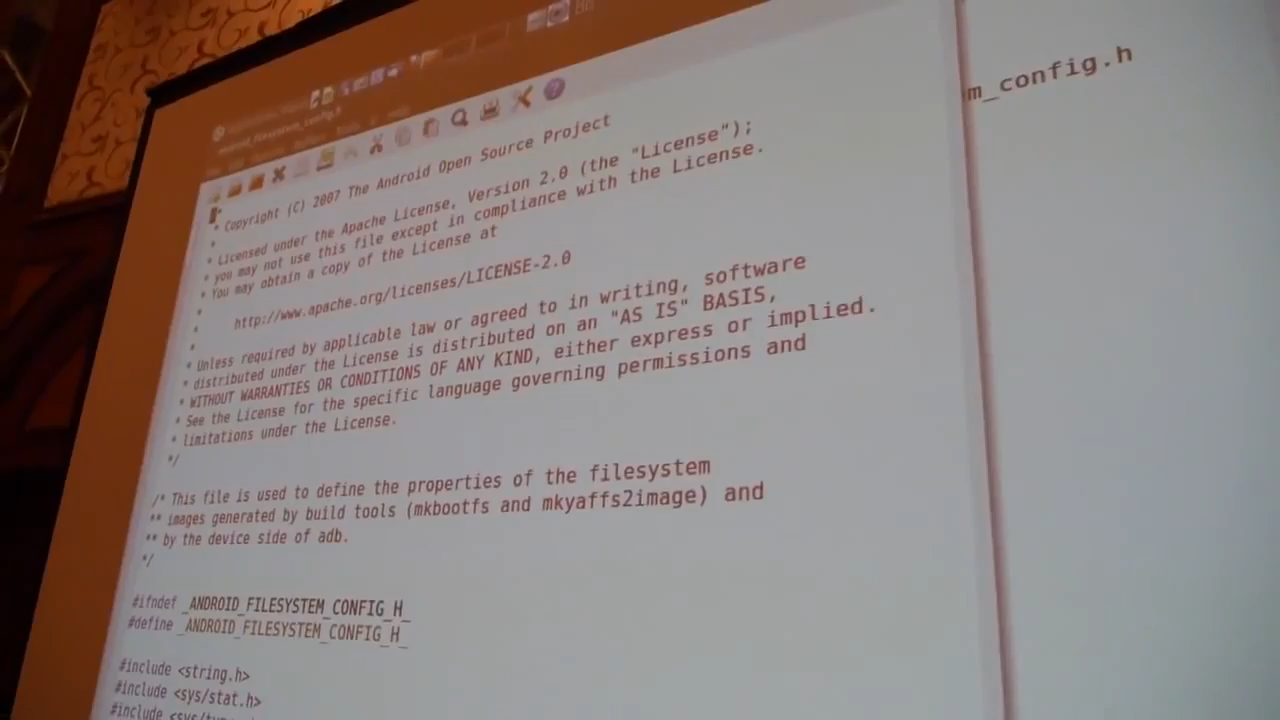 m_config.h
* Copyright (C) 2007 The Android Open Source Project
*
* Licensed under the Apache License, Version 2.0 (the "License");
* you may not use this file except in compliance with the License.
* You may obtain a copy of the License at
*
* http://www.apache.org/licenses/LICENSE-2.0
*
* Unless required by applicable law or agreed to in writing, software
* distributed under the License is distributed on an "AS IS" BASIS,
* WITHOUT WARRANTIES OR CONDITIONS OF ANY KIND, either express or implied.
* See the License for the specific language governing permissions and
* limitations under the License.
*/
/* This file is used to define the properties of the filesystem
** images generated by build tools (mkbootfs and mkyaffs2image) and
** by the device side of adb.
*/
#ifndef _ANDROID_FILESYSTEM_CONFIG_H_
#define _ANDROID_FILESYSTEM_CONFIG_H_
#include <string.h>
#include <sys/stat.h>
#include